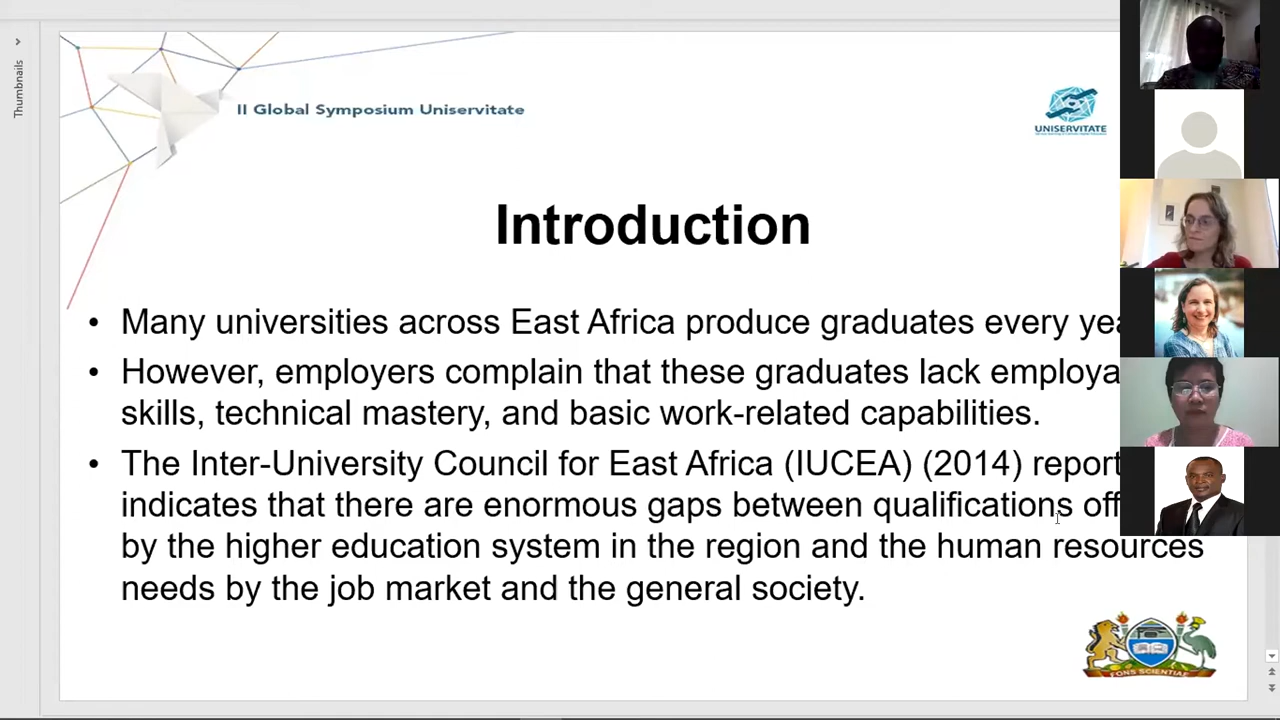 Thumbnails
II Global Symposium Uniservitate
UNISERVITATE
Introduction
• Many universities across East Africa produce graduates every
• However, employers complain that these graduates lack
skills, technical mastery, and basic work-related capabilities.
• The Inter-University Council for East Africa (IUCEA) (2014) report
indicates that there are enormous gaps between qualifications
by the higher education system in the region and the human resources
needs by the job market and the general society.
FONS SCIENTIAE